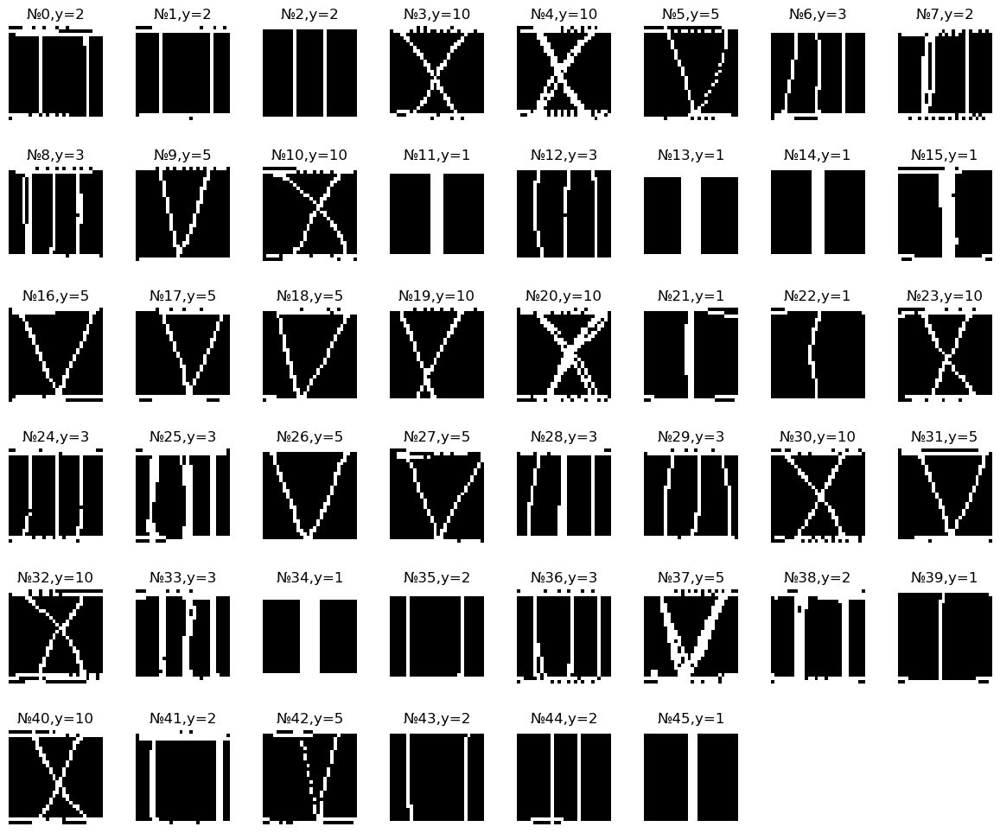 №0,y=2 №1,y=2 №2,y=2 №3,y=10 №4,y=10 №5,y=5 №6,y=3 №7,y=2
№8,y=3 №9,y=5 №10,y=10 №11,y=1 №12,y=3 №13,y=1 №14,y=1 №15,y=1
№16,y=5 №17,y=5 №18,y=5 №19,y=10 №20,y=10 №21,y=1 №22,y=1 №23,y=10
№24,y=3 №25,y=3 №26,y=5 №27,y=5 №28,y=3 №29,y=3 №30,y=10 №31,y=5
№32,y=10 №33,y=3 №34,y=1 №35,y=2 №36,y=3 №37,y=5 №38,y=2 №39,y=1
№40,y=10 №41,y=2 №42,y=5 №43,y=2 №44,y=2 №45,y=1